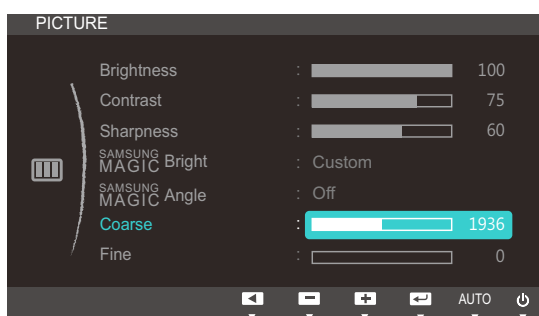 PICTURE
Brightness : 100
Contrast : 75
Sharpness : 60
SAMSUNG MAGIC Bright : Custom
SAMSUNG MAGIC Angle : Off
Coarse : 1936
Fine : 0
AUTO